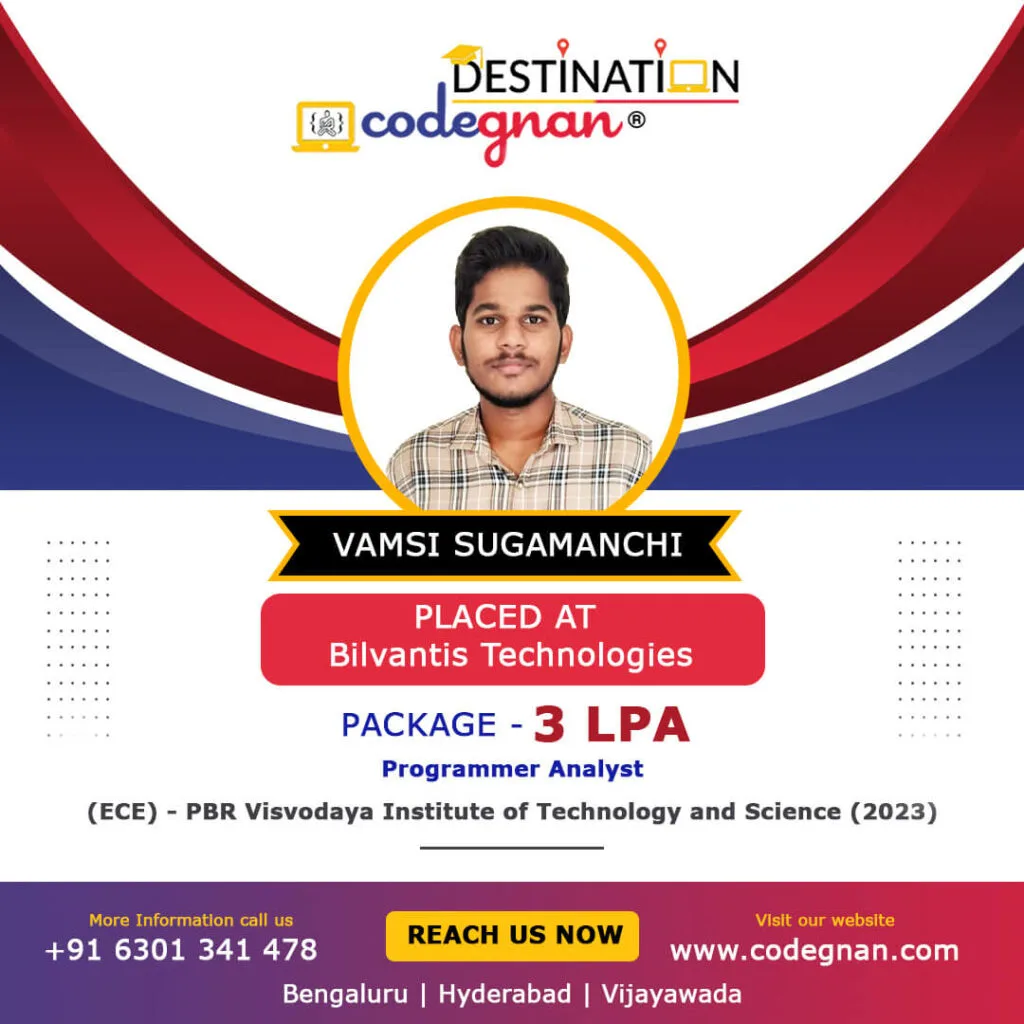 DESTINATION
codegnan®
VAMSI SUGAMANCHI
PLACED AT
Bilvantis Technologies
PACKAGE - 3 LPA
Programmer Analyst
(ECE) - PBR Visvodaya Institute of Technology and Science (2023)
More Information call us
+91 6301 341 478
REACH US NOW
Visit our website
www.codegnan.com
Bengaluru | Hyderabad | Vijayawada